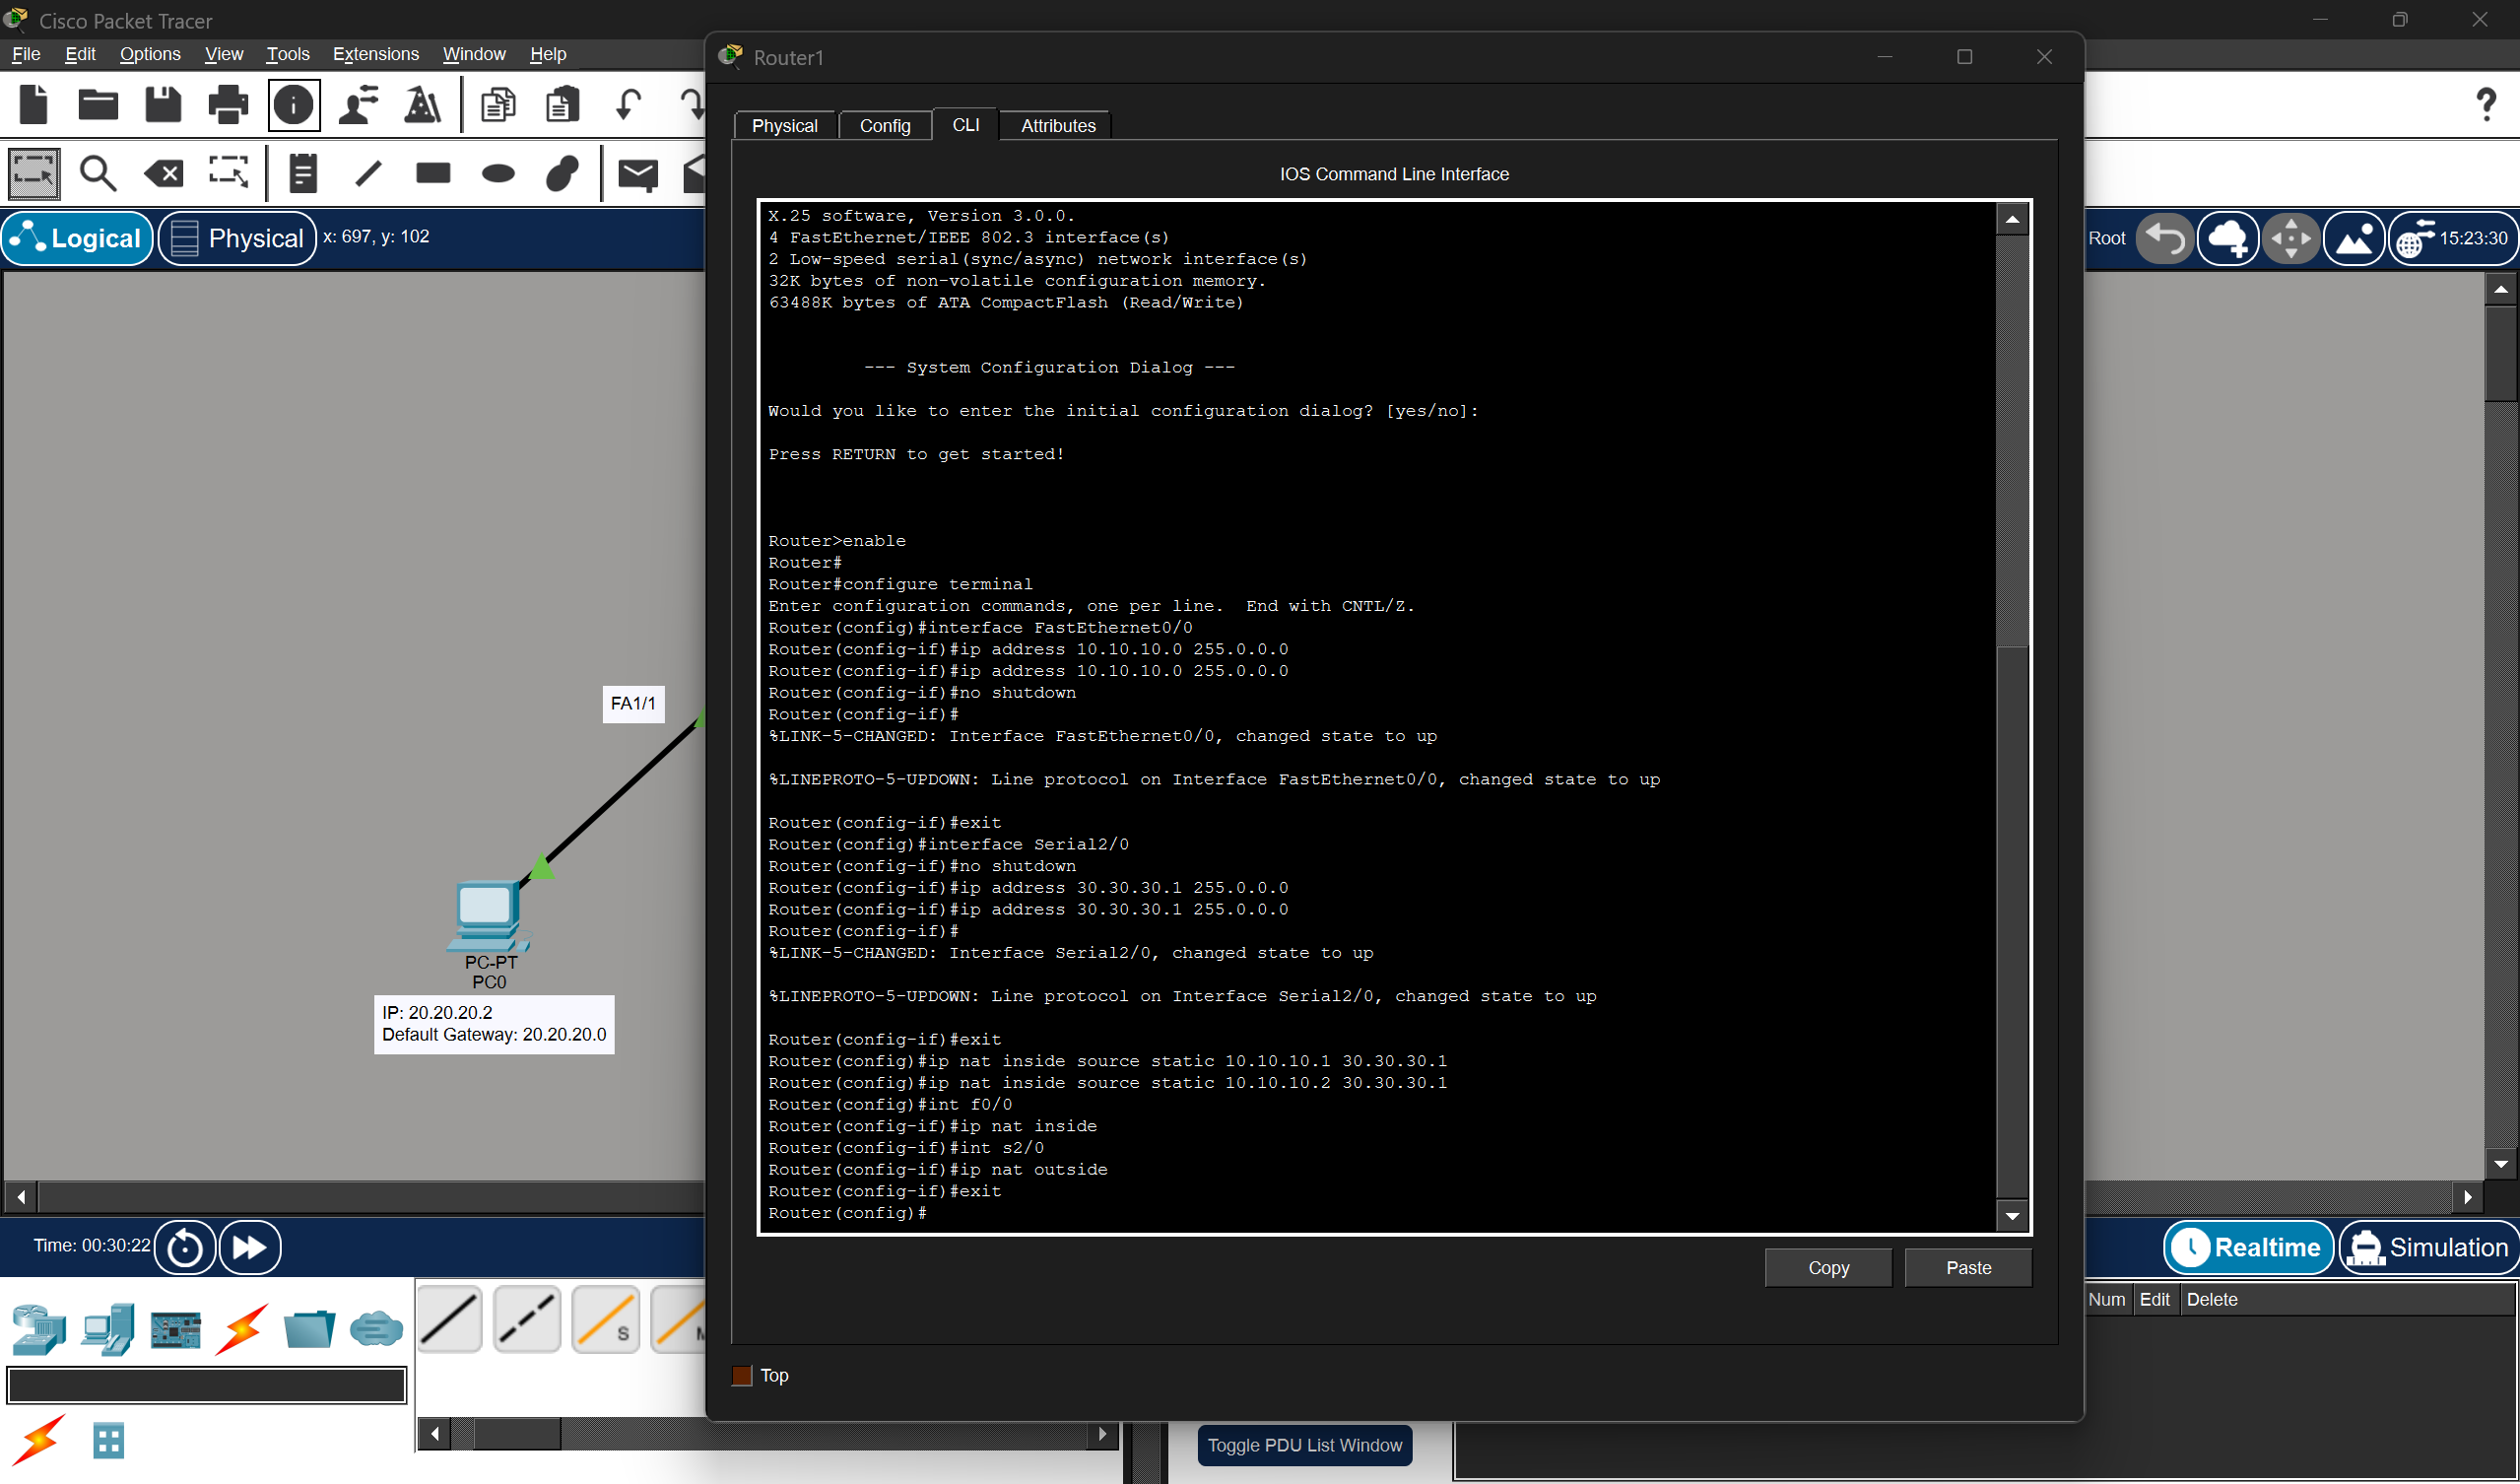 Cisco Packet Tracer
File Edit Options View Tools Extensions Window Help
Logical
Physical
x: 697, y: 102
Root
15:23:30
FA1/1
PC-PT
PC0
IP: 20.20.20.2
Default Gateway: 20.20.20.0
Router1
Physical Config CLI Attributes
IOS Command Line Interface
X.25 software, Version 3.0.0.
4 FastEthernet/IEEE 802.3 interface(s)
2 Low-speed serial(sync/async) network interface(s)
32K bytes of non-volatile configuration memory.
63488K bytes of ATA CompactFlash (Read/Write)
--- System Configuration Dialog ---
Would you like to enter the initial configuration dialog? [yes/no]:
Press RETURN to get started!
Router>enable
Router#
Router#configure terminal
Enter configuration commands, one per line.  End with CNTL/Z.
Router(config)#interface FastEthernet0/0
Router(config-if)#ip address 10.10.10.0 255.0.0.0
Router(config-if)#ip address 10.10.10.0 255.0.0.0
Router(config-if)#no shutdown
Router(config-if)#
%LINK-5-CHANGED: Interface FastEthernet0/0, changed state to up
%LINEPROTO-5-UPDOWN: Line protocol on Interface FastEthernet0/0, changed state to up
Router(config-if)#exit
Router(config)#interface Serial2/0
Router(config-if)#no shutdown
Router(config-if)#ip address 30.30.30.1 255.0.0.0
Router(config-if)#ip address 30.30.30.1 255.0.0.0
Router(config-if)#
%LINK-5-CHANGED: Interface Serial2/0, changed state to up
%LINEPROTO-5-UPDOWN: Line protocol on Interface Serial2/0, changed state to up
Router(config-if)#exit
Router(config)#ip nat inside source static 10.10.10.1 30.30.30.1
Router(config)#ip nat inside source static 10.10.10.2 30.30.30.1
Router(config)#int f0/0
Router(config-if)#ip nat inside
Router(config-if)#int s2/0
Router(config-if)#ip nat outside
Router(config-if)#exit
Router(config)#
Copy Paste
Top
Time: 00:30:22
Realtime
Simulation
S
M
Num Edit Delete
Toggle PDU List Window